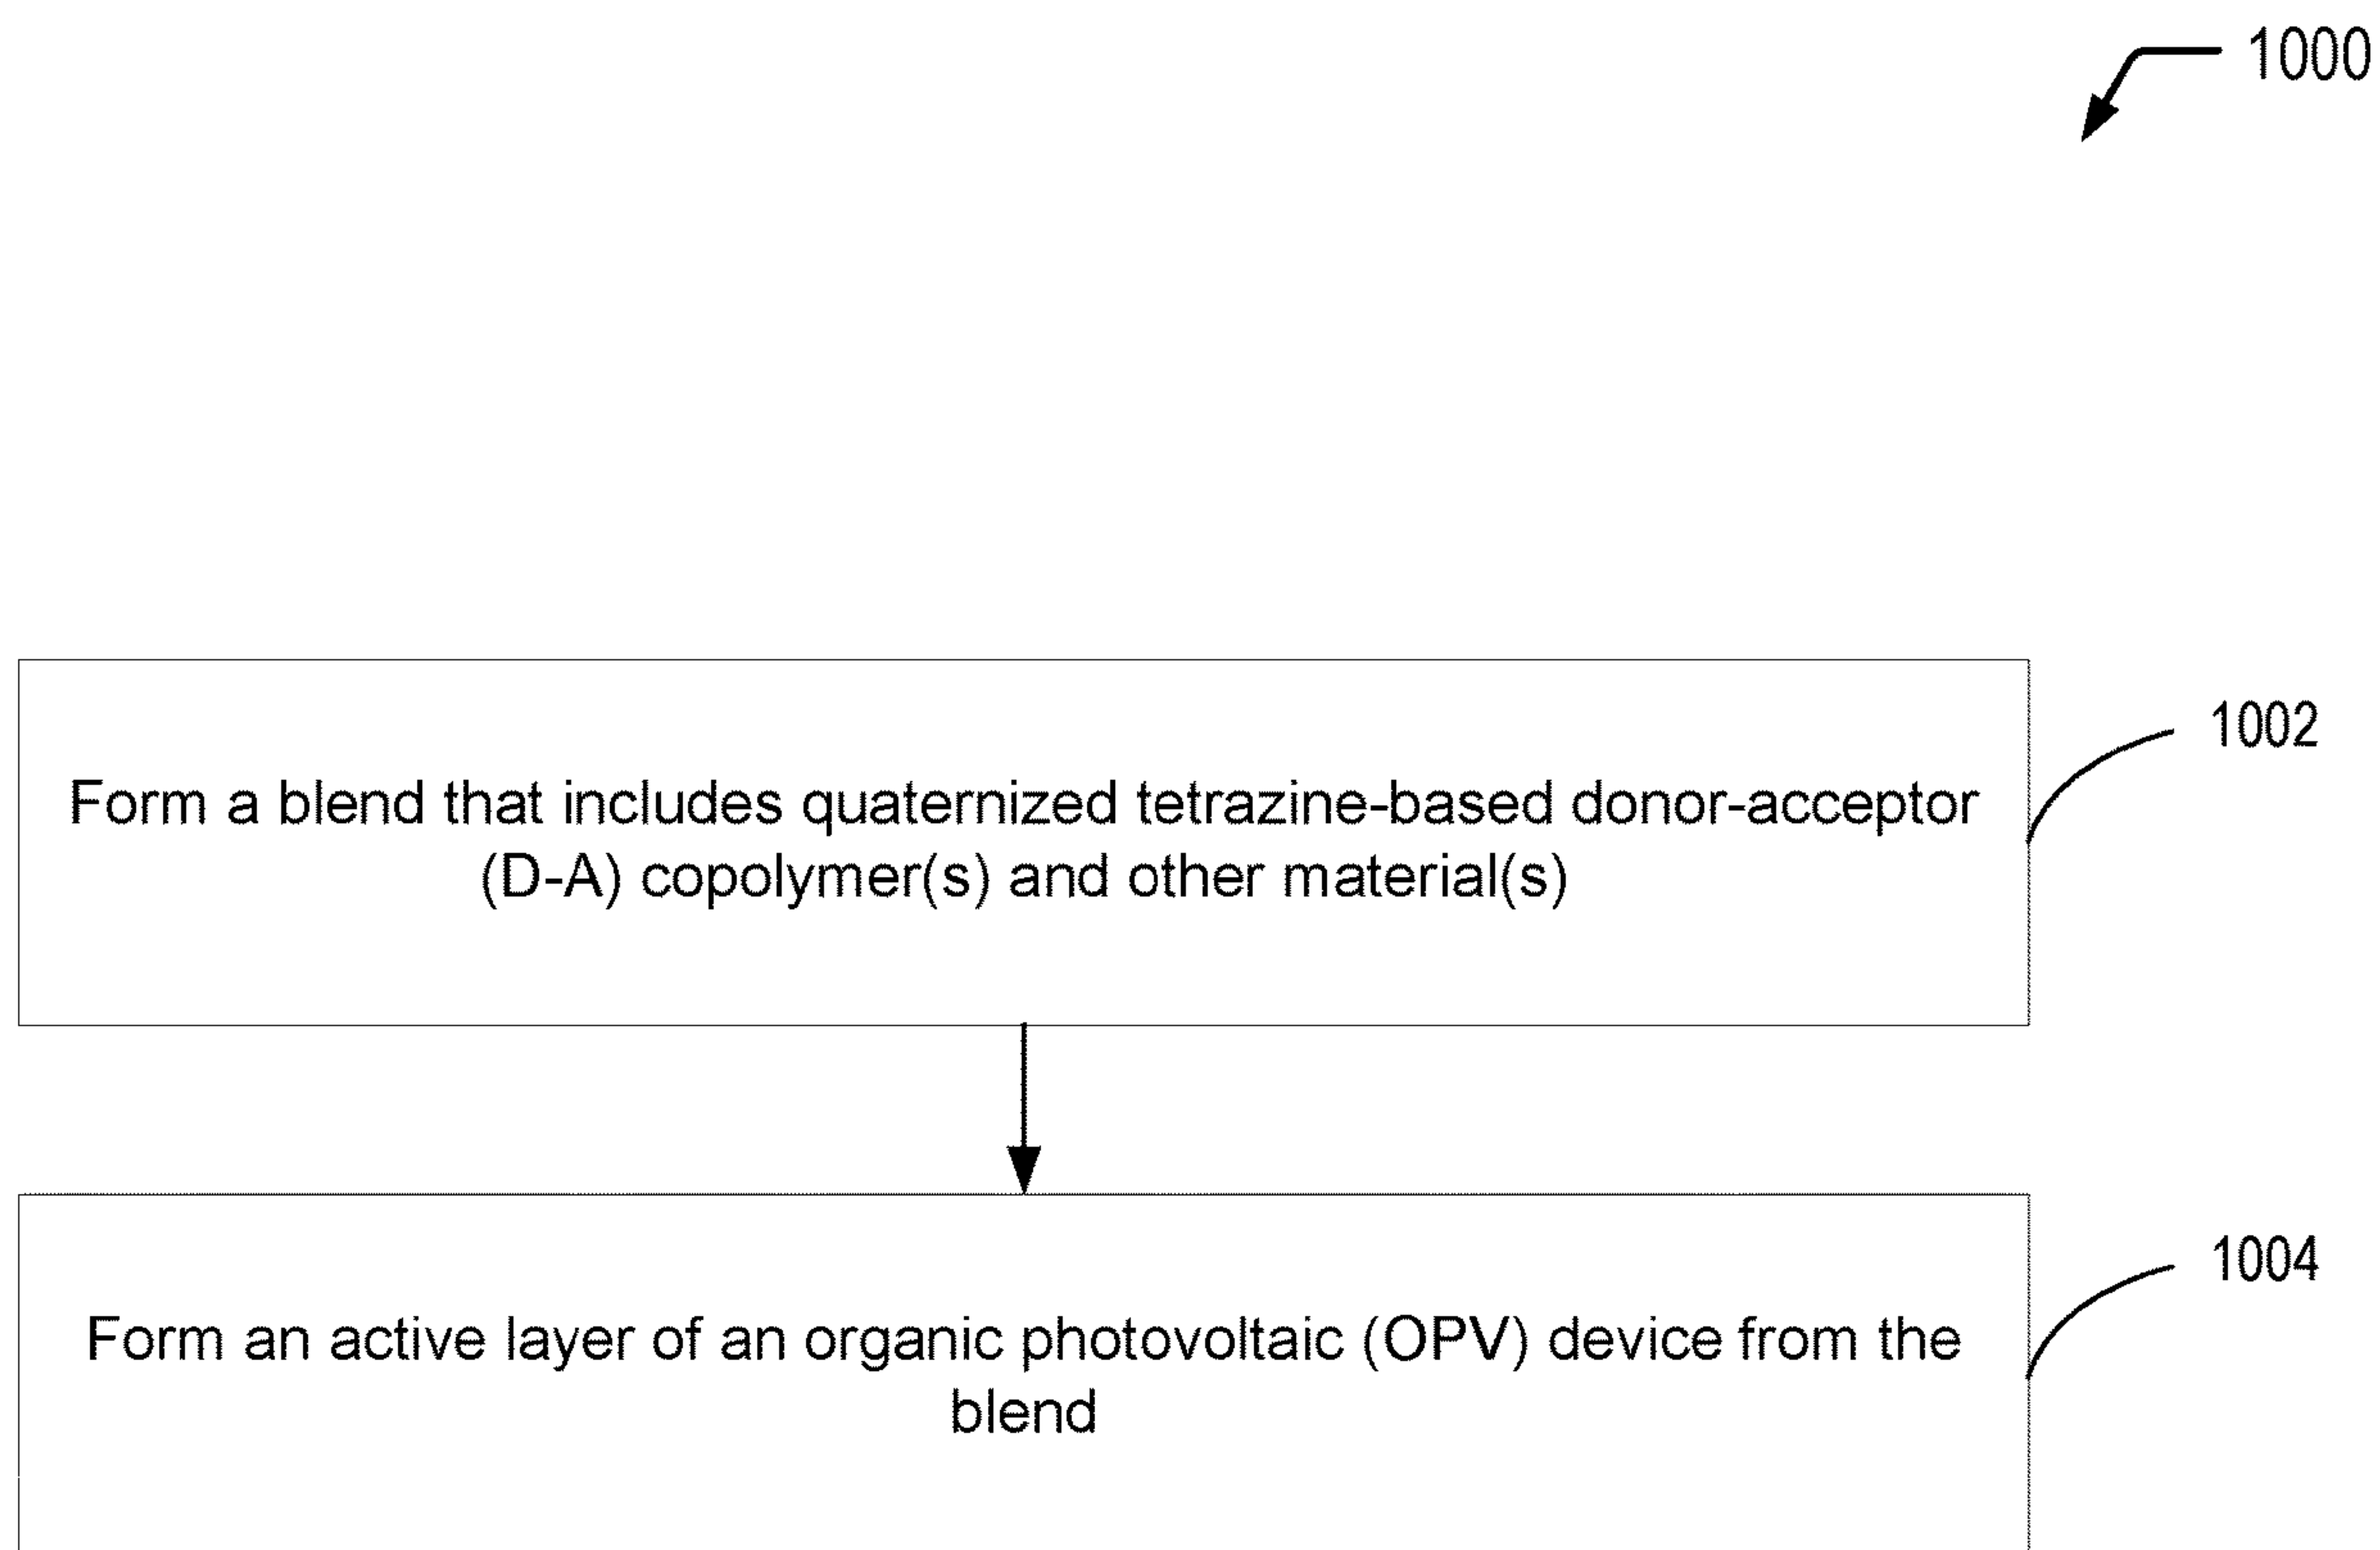 1000
Form a blend that includes quaternized tetrazine-based donor-acceptor
(D-A) copolymer(s) and other material(s)
1002
Form an active layer of an organic photovoltaic (OPV) device from the
blend
1004